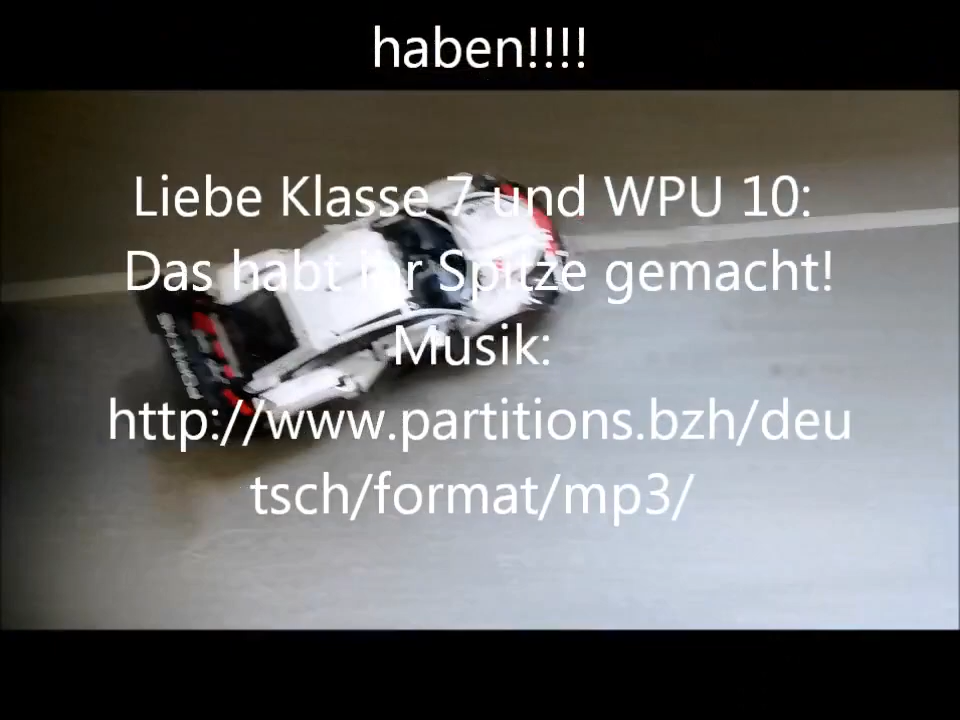 haben!!!!
Liebe Klasse 7 und WPU 10:
Das habt ihr Spitze gemacht!
Musik:
http://www.partitions.bzh/deu
tsch/format/mp3/